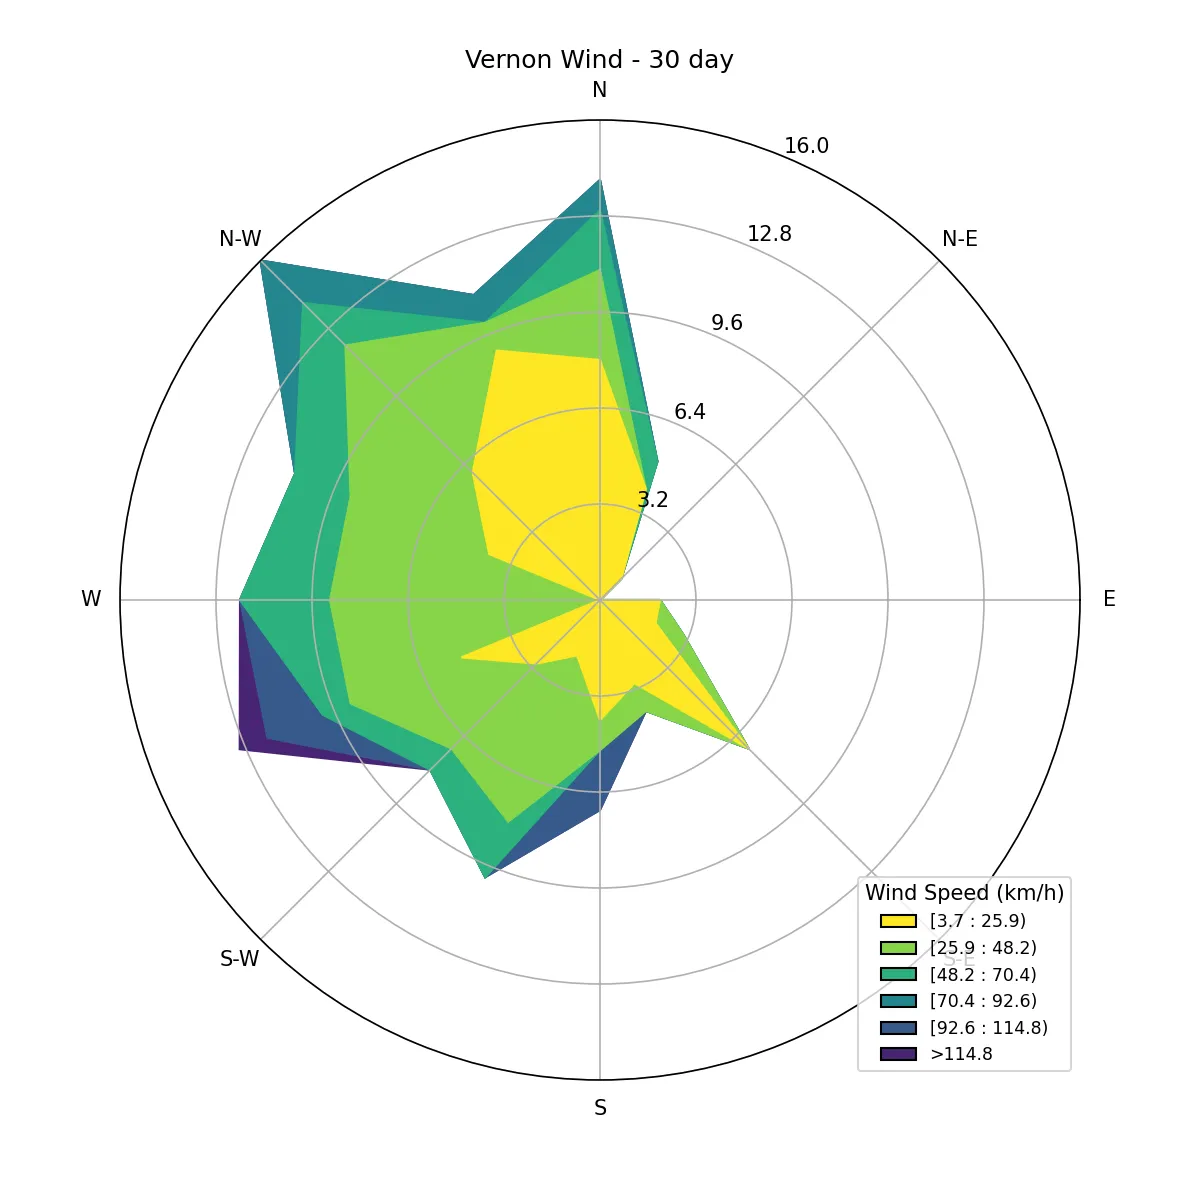 Vernon Wind - 30 day
N
16.0
12.8
N-W
N-E
9.6
6.4
3.2
W
E
Wind Speed (km/h)
[3.7 : 25.9)
[25.9 : 48.2)
S-W
S-E
[48.2 : 70.4)
[70.4 : 92.6)
[92.6 : 114.8)
>114.8
S